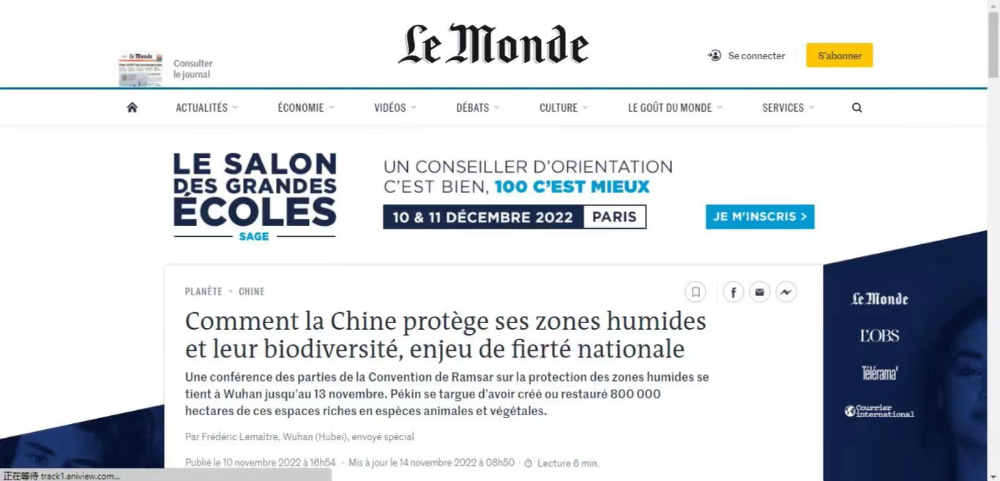 Le Monde
Consulter
le journal
Le Monde
Se connecter
S'abonner
ACTUALITÉS
ÉCONOMIE
VIDÉOS
DÉBATS
CULTURE
LE GOÛT DU MONDE
SERVICES
LE SALON
DES GRANDES
ÉCOLES
SAGE
UN CONSEILLER D'ORIENTATION
C'EST BIEN, 100 C'EST MIEUX
10 & 11 DÉCEMBRE 2022 PARIS
JE M'INSCRIS >
PLANÈTE • CHINE
Comment la Chine protège ses zones humides
et leur biodiversité, enjeu de fierté nationale
Une conférence des parties de la Convention de Ramsar sur la protection des zones humides se
tient à Wuhan jusqu'au 13 novembre. Pékin se targue d'avoir créé ou restauré 800 000
hectares de ces espaces riches en espèces animales et végétales.
Par Frédéric Lemaître, Wuhan (Hubei), envoyé spécial
Publié le 10 novembre 2022 à 16h54 • Mis à jour le 14 novembre 2022 à 08h50 • Lecture 6 min.
Le Monde
L'OBS
Télérama'
Courrier
international
正在等待 track1.aniview.com...